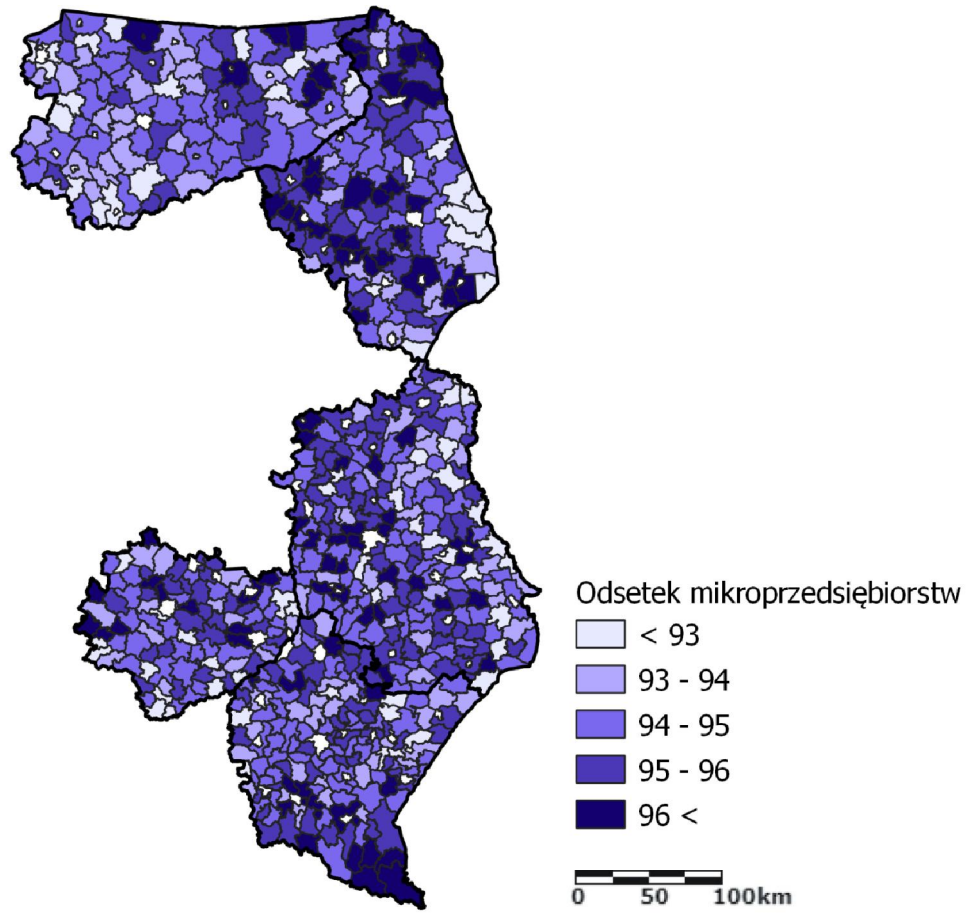 Odsetek mikroprzedsiębiorstw
< 93
93 - 94
94 - 95
95 - 96
96 <
0 50 100km